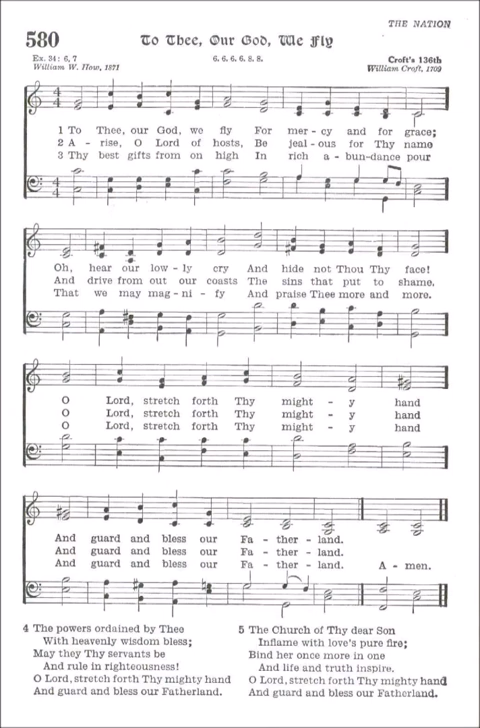 THE NATION
580
To Thee, Our God, We Fly
Ex. 34: 6, 7
William W. How, 1871
6. 6. 6. 6. 8. 8.
Croft's 136th
William Croft, 1709
1 To Thee, our God, we fly For mer - cy and for grace;
2 A - rise, O Lord of hosts, Be jeal - ous for Thy name
3 Thy best gifts from on high In rich a - bun-dance pour
Oh, hear our low - ly cry And hide not Thou Thy face!
And drive from out our coasts The sins that put to shame.
That we may mag - ni - fy And praise Thee more and more.
O Lord, stretch forth Thy might - y hand
O Lord, stretch forth Thy might - y hand
O Lord, stretch forth Thy might - y hand
And guard and bless our Fa - ther - land.
And guard and bless our Fa - ther - land.
And guard and bless our Fa - ther - land. A - men.
4 The powers ordained by Thee
With heavenly wisdom bless;
May they Thy servants be
And rule in righteousness!
O Lord, stretch forth Thy mighty hand
And guard and bless our Fatherland.
5 The Church of Thy dear Son
Inflame with love's pure fire;
Bind her once more in one
And life and truth inspire.
O Lord, stretch forth Thy mighty hand
And guard and bless our Fatherland.